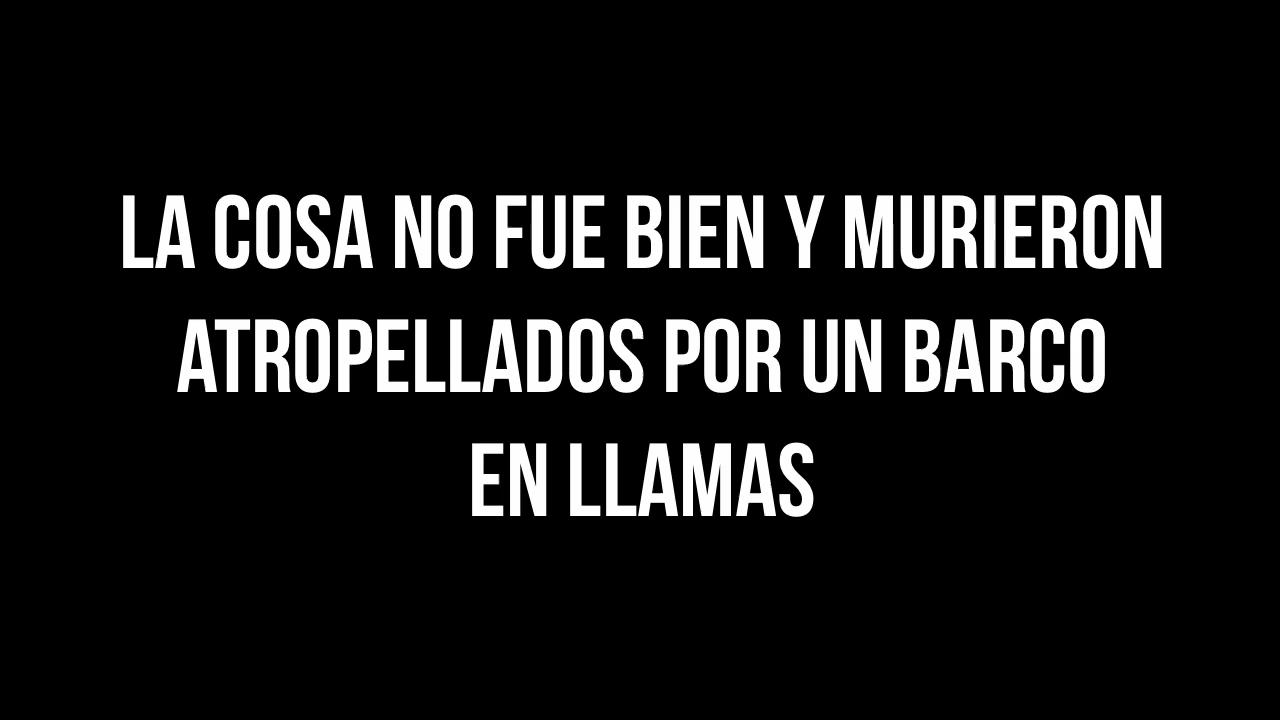 LA COSA NO FUE BIEN Y MURIERON
ATROPELLADOS POR UN BARCO
EN LLAMAS